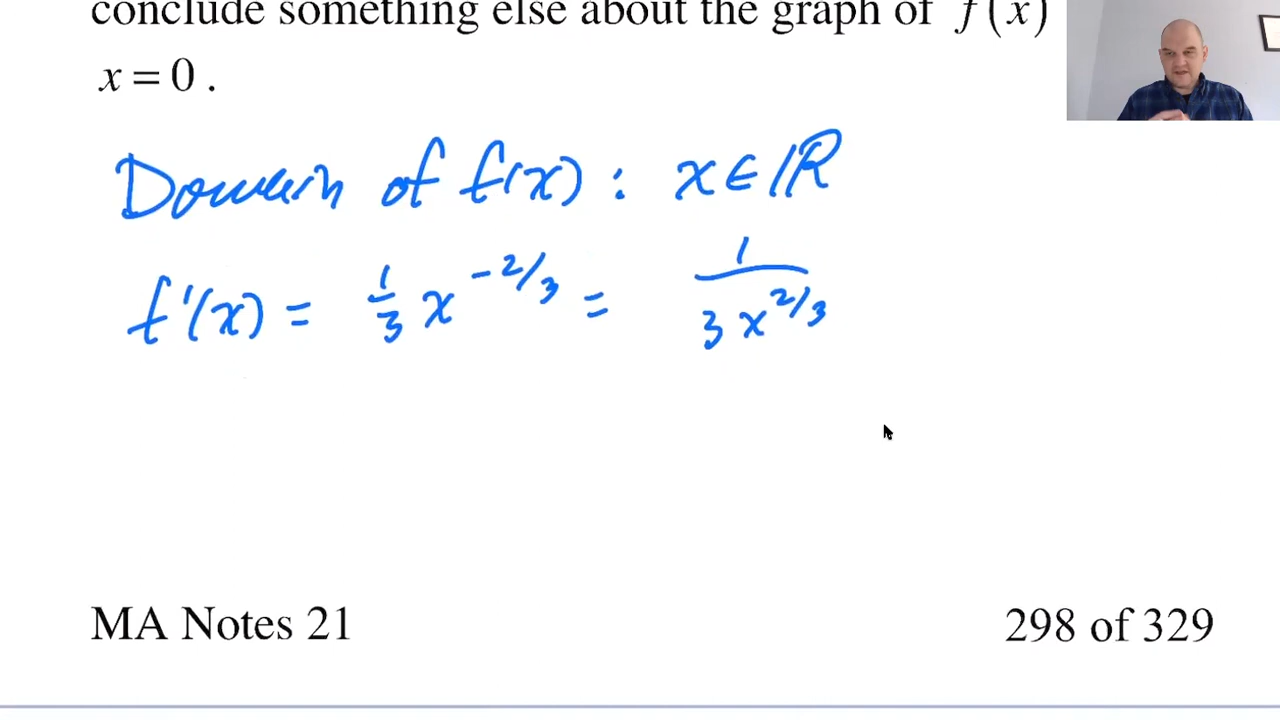 conclude something else about the graph of f(x)
x = 0 .
Domain of f(x) : x ∈ ℝ
f'(x) = 1/3 x^{-2/3} = 1/(3x^{2/3})
MA Notes 21
298 of 329